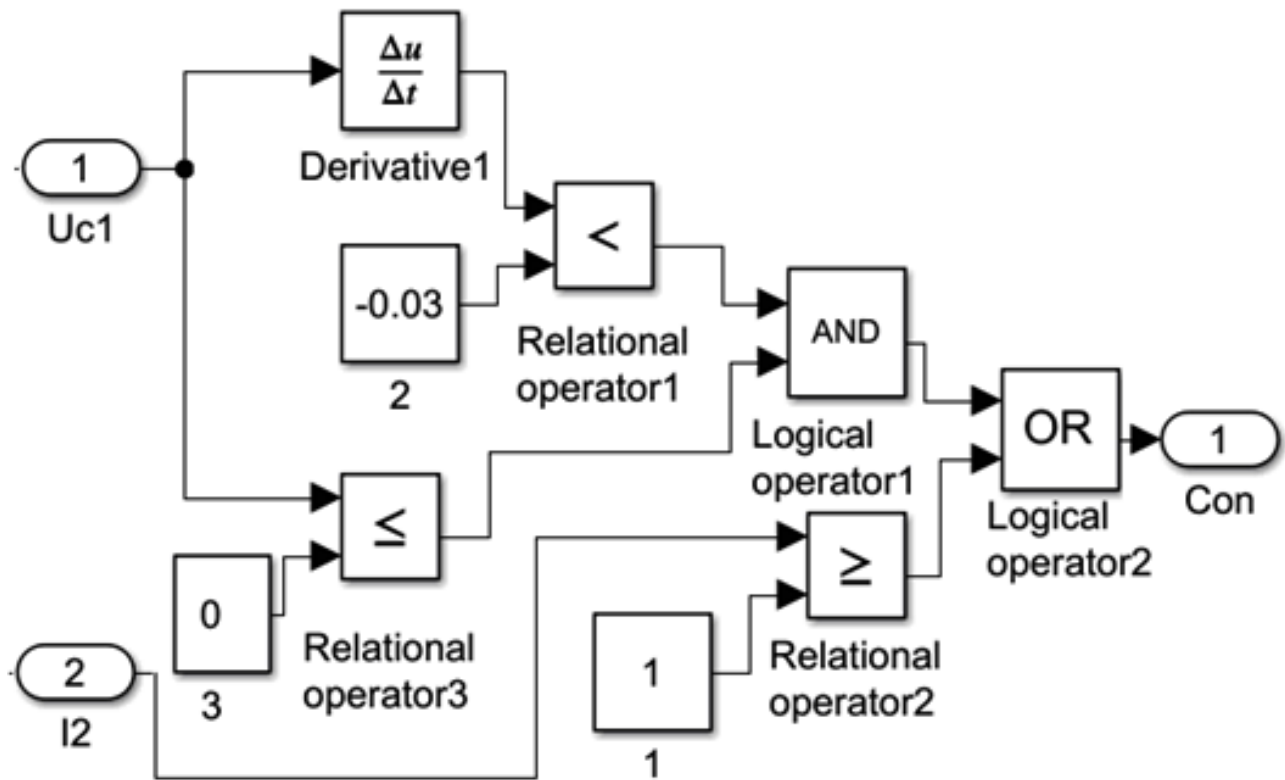 Δu
Δt
Derivative1
1
Uc1
<
-0.03
2
Relational
operator1
AND
Logical
operator1
OR
Logical
operator2
1
Con
≤
0
3
Relational
operator3
≥
1
1
Relational
operator2
2
I2